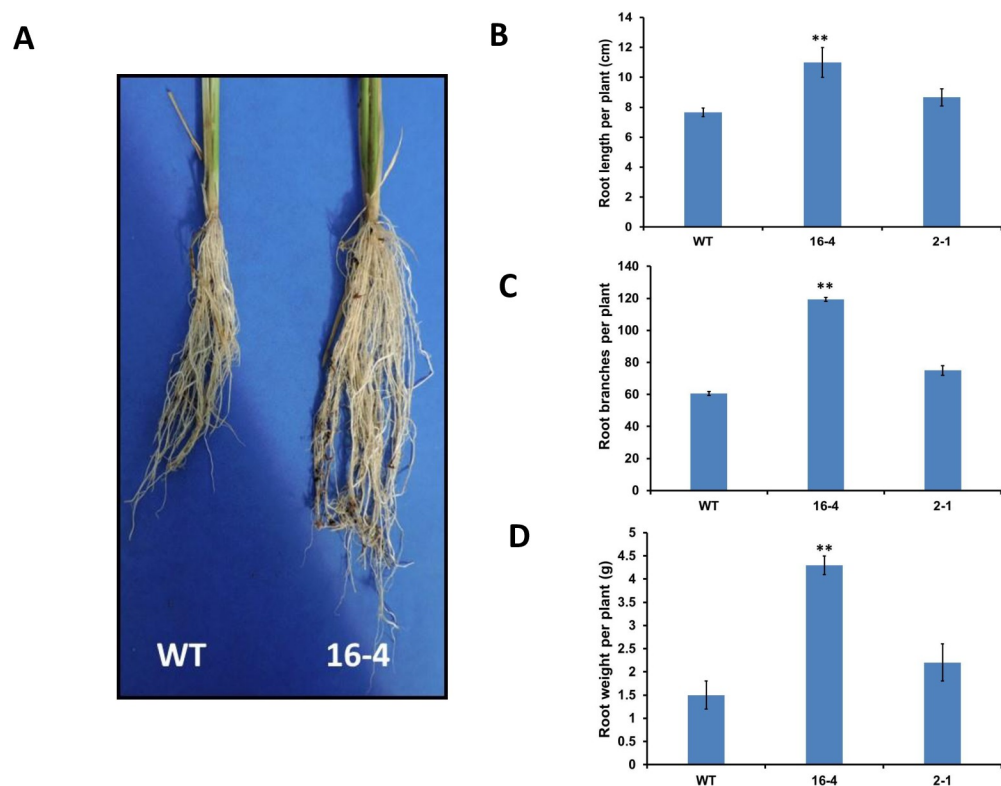 A
WT 16-4
B
Root length per plant (cm)
14
12
10
8
6
4
2
0
**
WT 16-4 2-1
C
Root branches per plant
140
120
100
80
60
40
20
0
**
WT 16-4 2-1
D
Root weight per plant (g)
5
4.5
4
3.5
3
2.5
2
1.5
1
0.5
0
**
WT 16-4 2-1